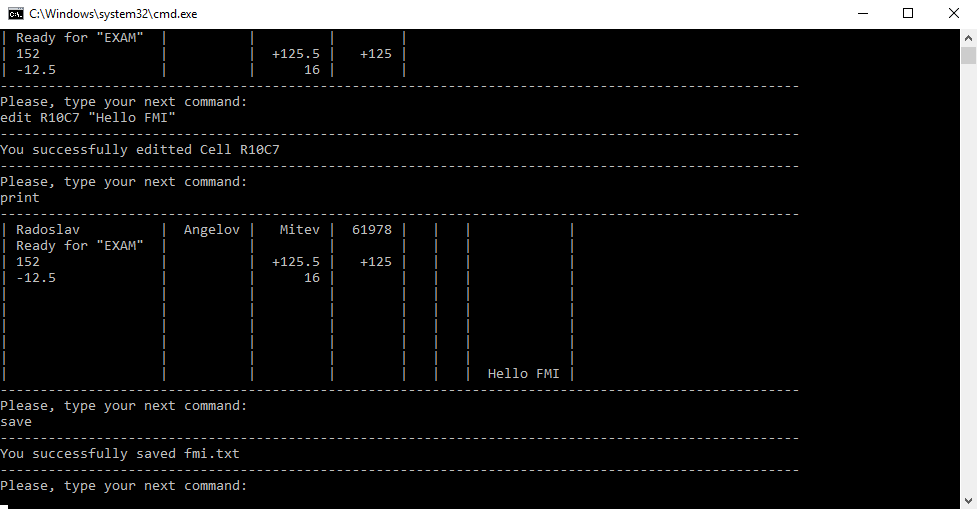 C:\Windows\system32\cmd.exe
| Ready for "EXAM"  |          |         |        |
| 152               |          |  +125.5 |   +125 |
| -12.5             |          |      16 |        |
----------------------------------------------------------------------------------------------------
Please, type your next command:
edit R10C7 "Hello FMI"
----------------------------------------------------------------------------------------------------
You successfully editted Cell R10C7
----------------------------------------------------------------------------------------------------
Please, type your next command:
print
----------------------------------------------------------------------------------------------------
| Radoslav          |  Angelov |   Mitev |  61978 |   |   |            |
| Ready for "EXAM"  |          |         |        |   |   |            |
| 152               |          |  +125.5 |   +125 |   |   |            |
| -12.5             |          |      16 |        |   |   |            |
|                   |          |         |        |   |   |            |
|                   |          |         |        |   |   |            |
|                   |          |         |        |   |   |            |
|                   |          |         |        |   |   |            |
|                   |          |         |        |   |   |            |
|                   |          |         |        |   |   |  Hello FMI |
----------------------------------------------------------------------------------------------------
Please, type your next command:
save
----------------------------------------------------------------------------------------------------
You successfully saved fmi.txt
----------------------------------------------------------------------------------------------------
Please, type your next command: